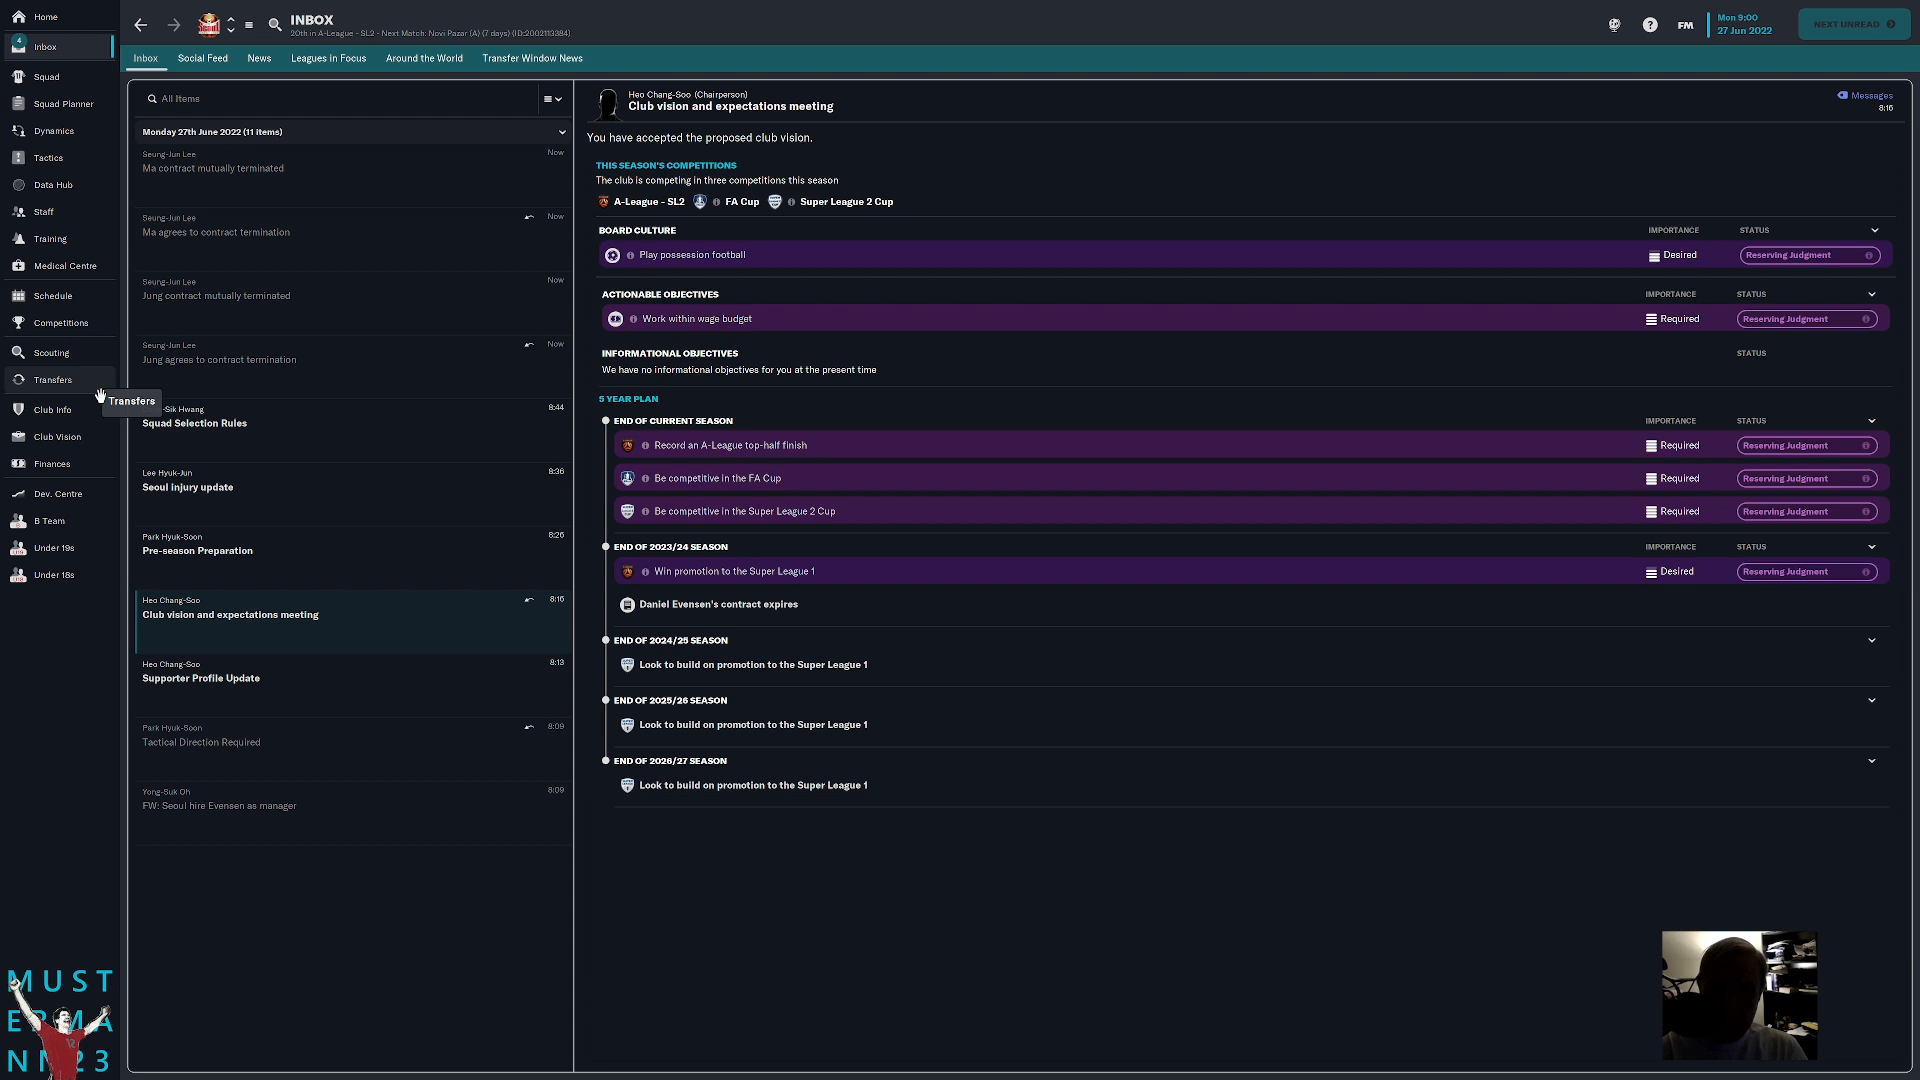 Home
Inbox
4
Squad
Squad Planner
Dynamics
Tactics
Data Hub
Staff
Training
Medical Centre
Schedule
Competitions
Scouting
Transfers
Transfers
Club Info
Club Vision
Finances
Dev. Centre
B Team
Under 19s
Under 18s
MUST
ERMA
NN23
INBOX
20th in A-League - SL2 - Next Match: Novi Pazar (A) (7 days) (ID:2002113384)
FM
Mon 9:00
27 Jun 2022
NEXT UNREAD
Inbox Social Feed News Leagues in Focus Around the World Transfer Window News
All Items
Monday 27th June 2022 (11 items)
Seung-Jun Lee Now
Ma contract mutually terminated
Seung-Jun Lee Now
Ma agrees to contract termination
Seung-Jun Lee Now
Jung contract mutually terminated
Seung-Jun Lee Now
Jung agrees to contract termination
-Sik Hwang 8:44
Squad Selection Rules
Lee Hyuk-Jun 8:36
Seoul injury update
Park Hyuk-Soon 8:26
Pre-season Preparation
Heo Chang-Soo 8:16
Club vision and expectations meeting
Heo Chang-Soo 8:13
Supporter Profile Update
Park Hyuk-Soon 8:09
Tactical Direction Required
Yong-Suk Oh 8:09
FW: Seoul hire Evensen as manager
Heo Chang-Soo (Chairperson)
Club vision and expectations meeting
Messages
8:16
You have accepted the proposed club vision.
THIS SEASON'S COMPETITIONS
The club is competing in three competitions this season
A-League - SL2 FA Cup Super League 2 Cup
BOARD CULTURE IMPORTANCE STATUS
Play possession football Desired Reserving Judgment
ACTIONABLE OBJECTIVES IMPORTANCE STATUS
Work within wage budget Required Reserving Judgment
INFORMATIONAL OBJECTIVES STATUS
We have no informational objectives for you at the present time
5 YEAR PLAN
END OF CURRENT SEASON IMPORTANCE STATUS
Record an A-League top-half finish Required Reserving Judgment
Be competitive in the FA Cup Required Reserving Judgment
Be competitive in the Super League 2 Cup Required Reserving Judgment
END OF 2023/24 SEASON IMPORTANCE STATUS
Win promotion to the Super League 1 Desired Reserving Judgment
Daniel Evensen's contract expires
END OF 2024/25 SEASON
Look to build on promotion to the Super League 1
END OF 2025/26 SEASON
Look to build on promotion to the Super League 1
END OF 2026/27 SEASON
Look to build on promotion to the Super League 1